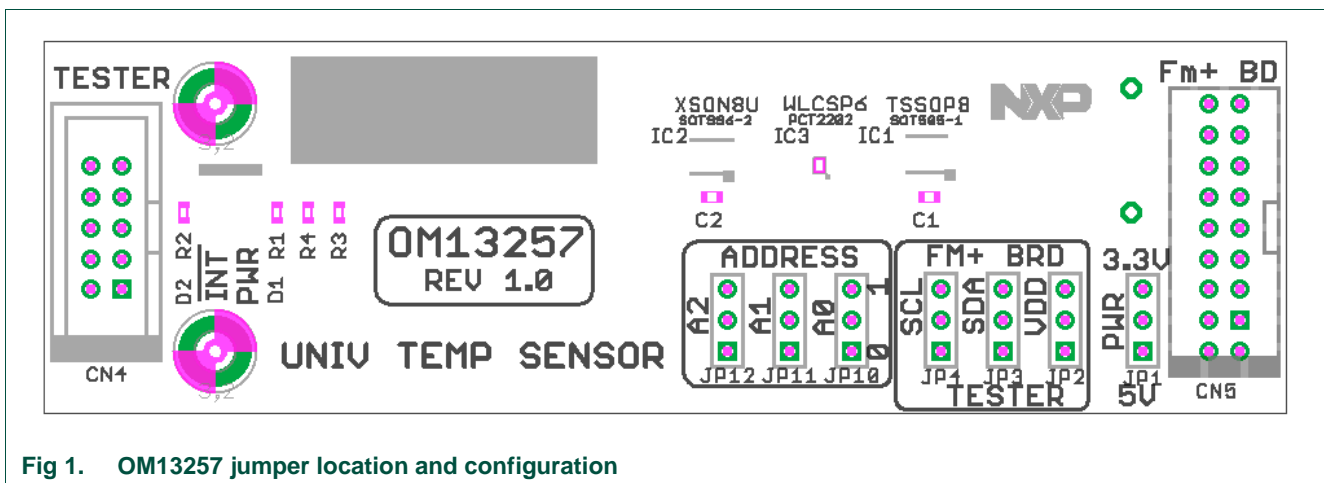 TESTER
Fm+ BD
NXP
XSON8U WLCSP6 TSSOP8
SOT996-2 PCT2202 SOT505-1
IC2 IC3 IC1
C2 C1
R2 R1 R4 R3
D2 INT PWR D1
OM13257
REV 1.0
ADDRESS
A2 A1 A0 1 0
JP12 JP11 JP10
FM+ BRD
SCL SDA VDD
JP4 JP3 JP2
TESTER
3.3V
PWR
JP1
5V
CN5
UNIV TEMP SENSOR
CN4
Fig 1. OM13257 jumper location and configuration